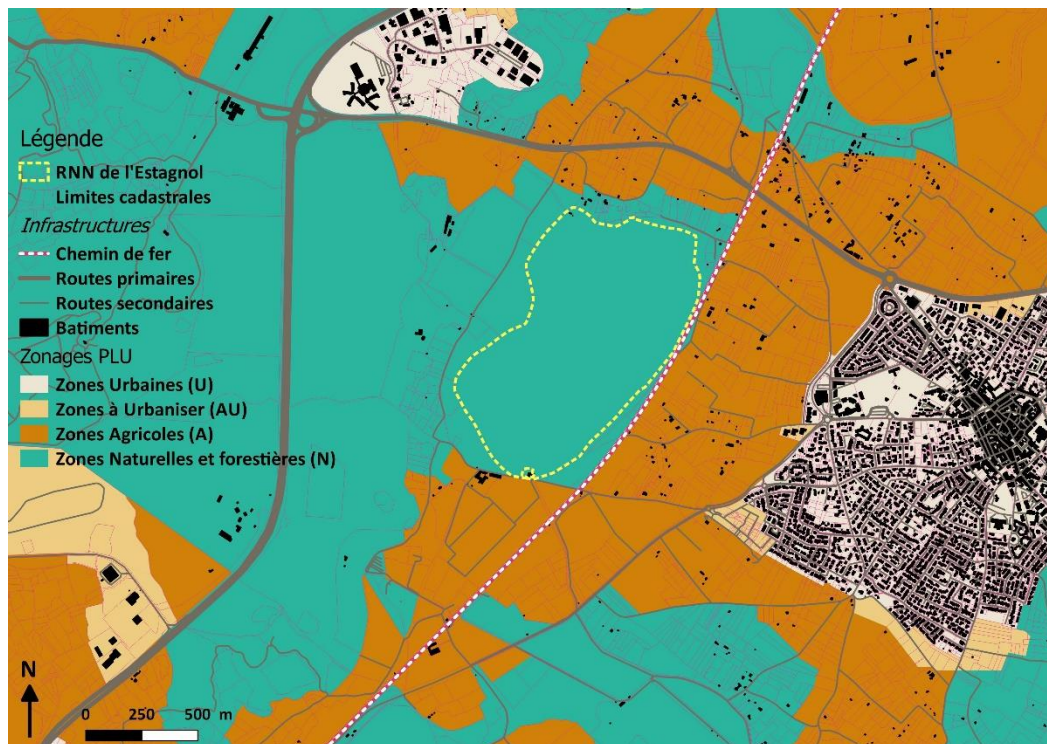 Légende
RNN de l'Estagnol
Limites cadastrales
Infrastructures
Chemin de fer
Routes primaires
Routes secondaires
Batiments
Zonages PLU
Zones Urbaines (U)
Zones à Urbaniser (AU)
Zones Agricoles (A)
Zones Naturelles et forestières (N)
N
0 250 500 m